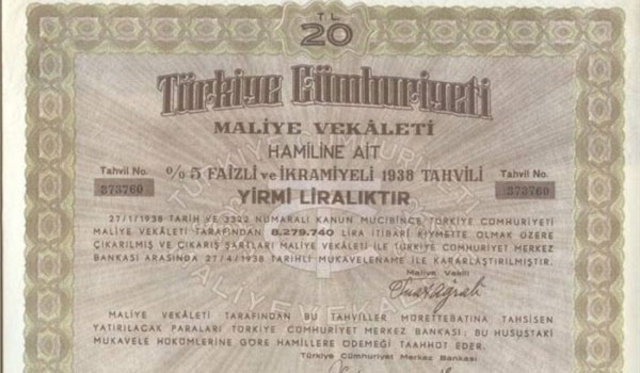 T.L.
20
Türkiye Cümhuriyeti
MALİYE VEKÂLETİ
HAMİLİNE AİT
% 5 FAİZLİ ve İKRAMİYELİ 1938 TAHVİLİ
Tahvil No. 373760
Tahvil No. 373760
YİRMİ LİRALIKTIR
27/1/1938 TARİH VE 3322 NUMARALI KANUN MUCİBİNCE TÜRKİYE CUMHURİYETİ
MALİYE VEKÂLETİ TARAFINDAN 8.279.740 LİRA İTİBARİ KIYMETTE OLMAK ÜZERE
ÇIKARILMIŞ VE ÇIKARIŞ ŞARTLARI MALİYE VEKÂLETİ İLE TÜRKİYE CUMHURİYET MERKEZ
BANKASI ARASINDA 27/4/1938 TARİHLİ MUKAVELENAME İLE KARARLAŞTIRILMIŞTIR.
Maliye Vekili
MALİYE VEKÂLETİ TARAFINDAN BU TAHVİLLER MÜRETTEBATINA TAHSİSEN
YATIRILACAK PARALARI TÜRKİYE CUMHURİYET MERKEZ BANKASI; BU HUSUSTAKİ
MUKAVELE HÜKÜMLERİNE GÖRE HAMİLLERE ÖDEMEĞİ TAAHHÜT EDER.
Türkiye Cümhuriyet Merkez Bankası